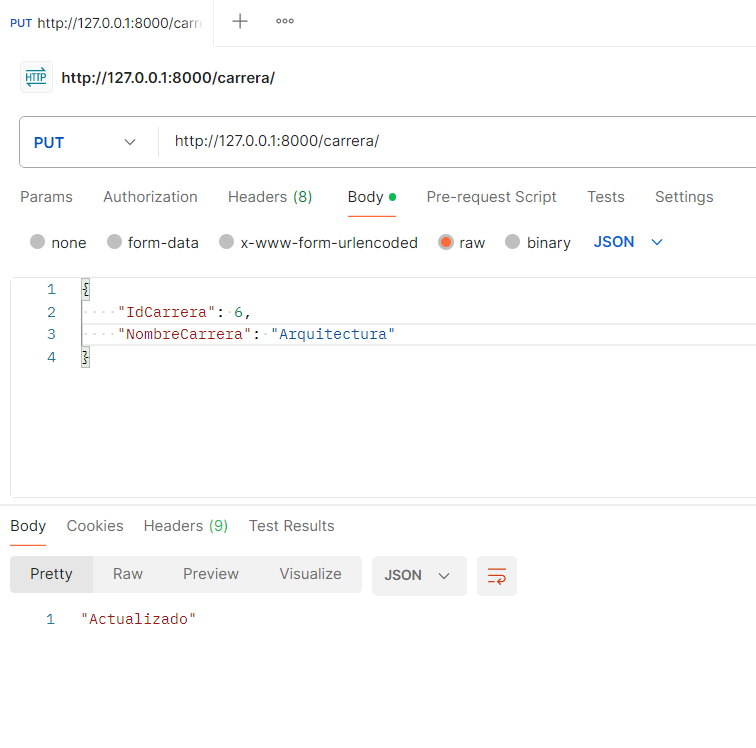 PUT http://127.0.0.1:8000/carre
HTTP http://127.0.0.1:8000/carrera/
PUT http://127.0.0.1:8000/carrera/
Params Authorization Headers (8) Body Pre-request Script Tests Settings
none form-data x-www-form-urlencoded raw binary JSON
1 {
2 "IdCarrera": 6,
3 "NombreCarrera": "Arquitectura"
4 }
Body Cookies Headers (9) Test Results
Pretty Raw Preview Visualize JSON
1 "Actualizado"